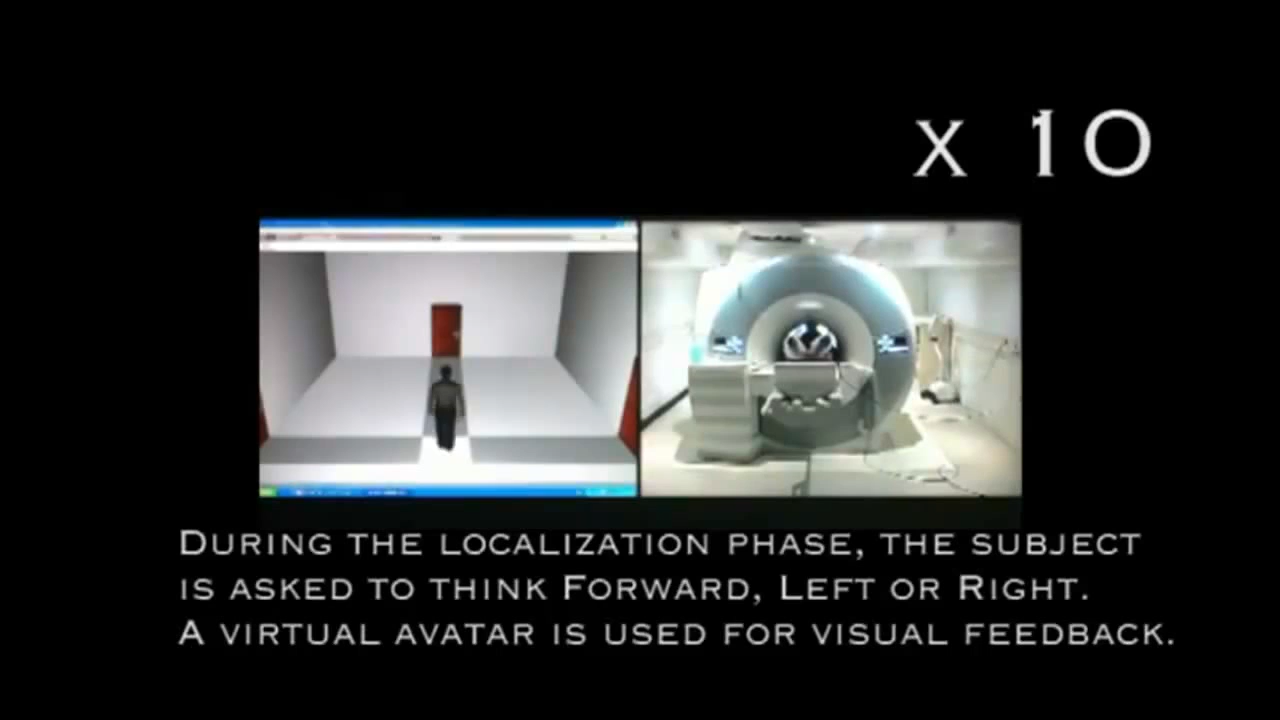 X 10
DURING THE LOCALIZATION PHASE, THE SUBJECT
IS ASKED TO THINK FORWARD, LEFT OR RIGHT.
A VIRTUAL AVATAR IS USED FOR VISUAL FEEDBACK.